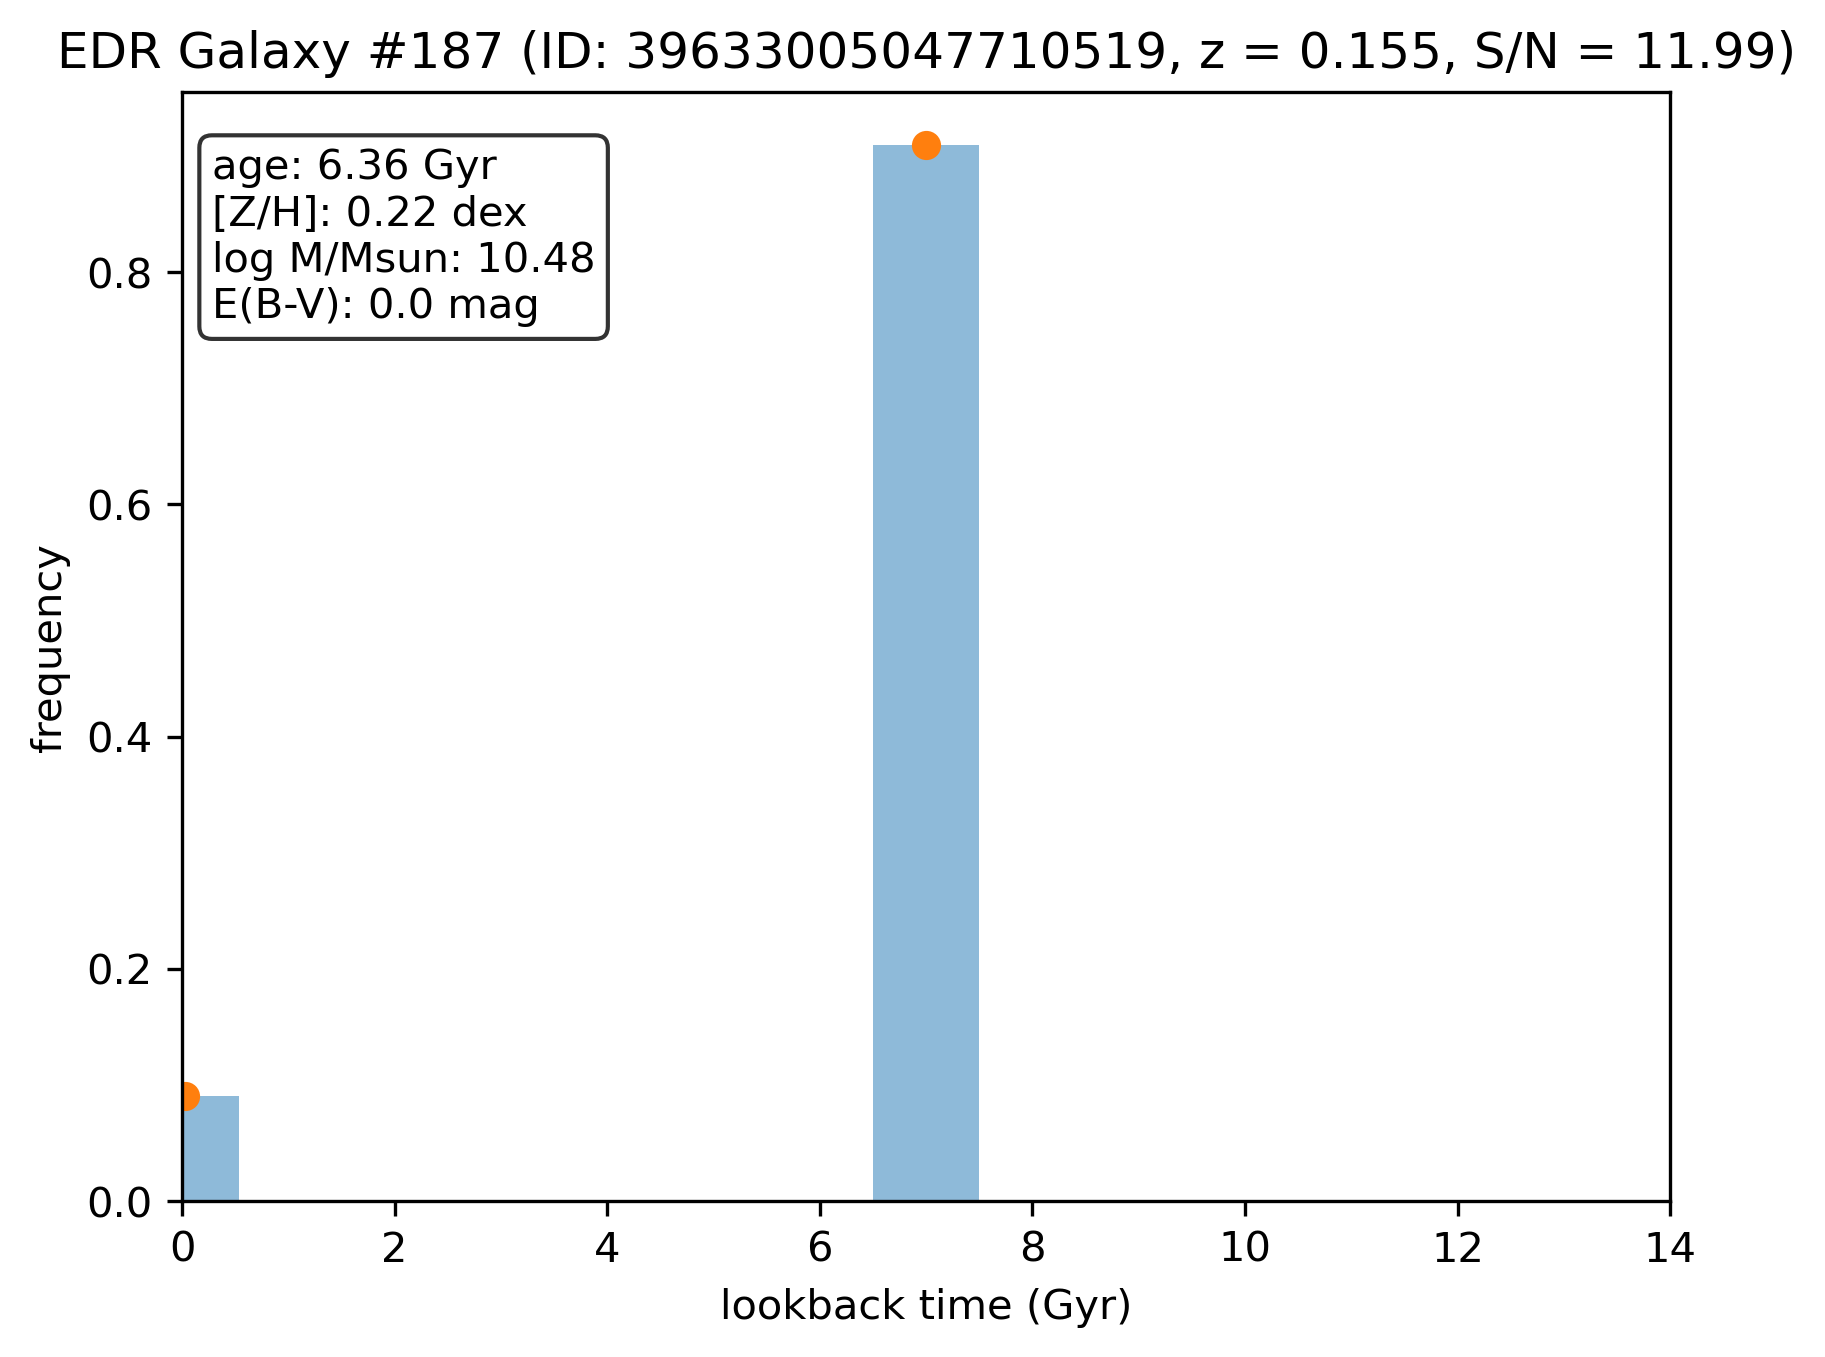 EDR Galaxy #187 (ID: 39633005047710519, z = 0.155, S/N = 11.99)
age: 6.36 Gyr
[Z/H]: 0.22 dex
log M/Msun: 10.48
E(B-V): 0.0 mag
0.8
0.6
0.4
0.2
0.0
frequency
0 2 4 6 8 10 12 14
lookback time (Gyr)